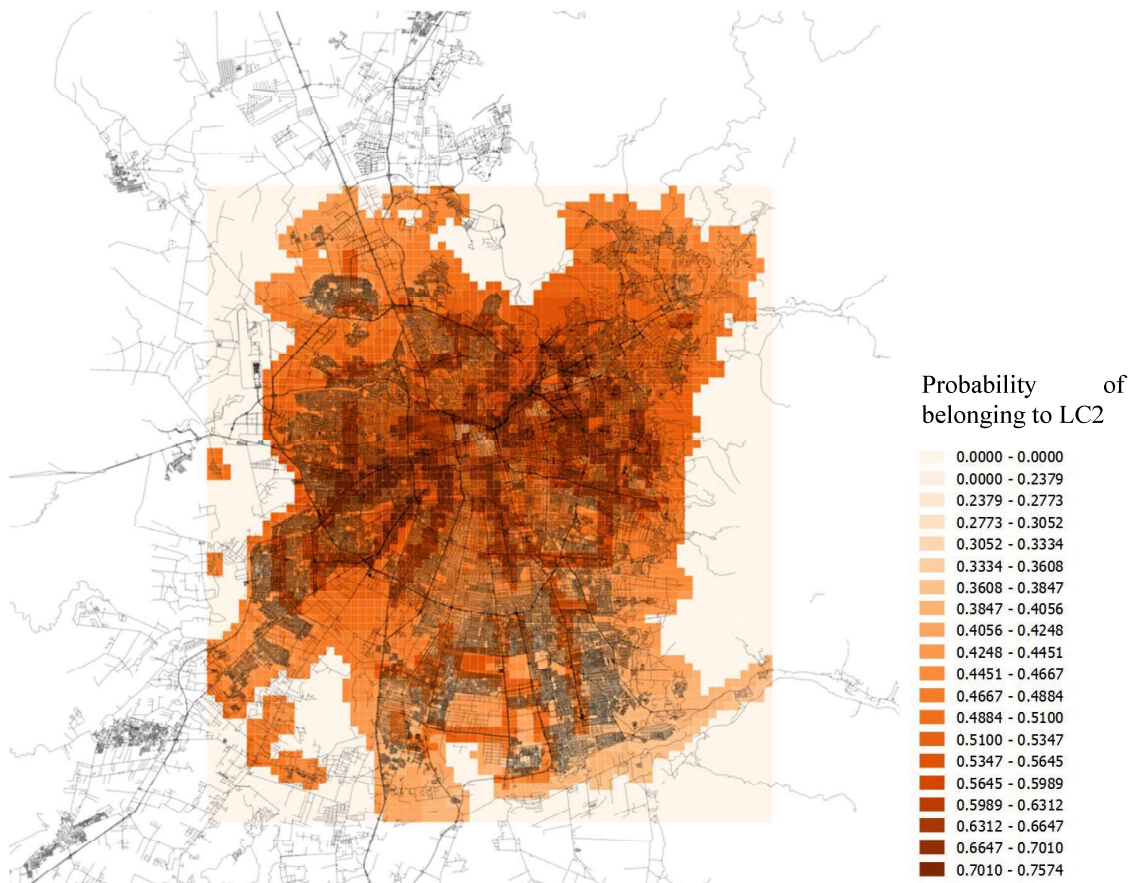 Probability of
belonging to LC2
0.0000 - 0.0000
0.0000 - 0.2379
0.2379 - 0.2773
0.2773 - 0.3052
0.3052 - 0.3334
0.3334 - 0.3608
0.3608 - 0.3847
0.3847 - 0.4056
0.4056 - 0.4248
0.4248 - 0.4451
0.4451 - 0.4667
0.4667 - 0.4884
0.4884 - 0.5100
0.5100 - 0.5347
0.5347 - 0.5645
0.5645 - 0.5989
0.5989 - 0.6312
0.6312 - 0.6647
0.6647 - 0.7010
0.7010 - 0.7574